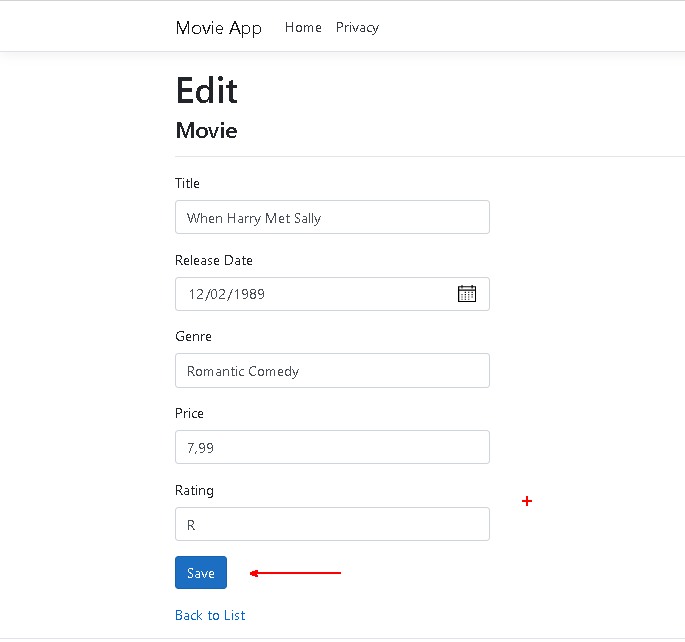 Movie App Home Privacy
Edit
Movie
Title
When Harry Met Sally
Release Date
12/02/1989
Genre
Romantic Comedy
Price
7,99
Rating
R
Save
Back to List